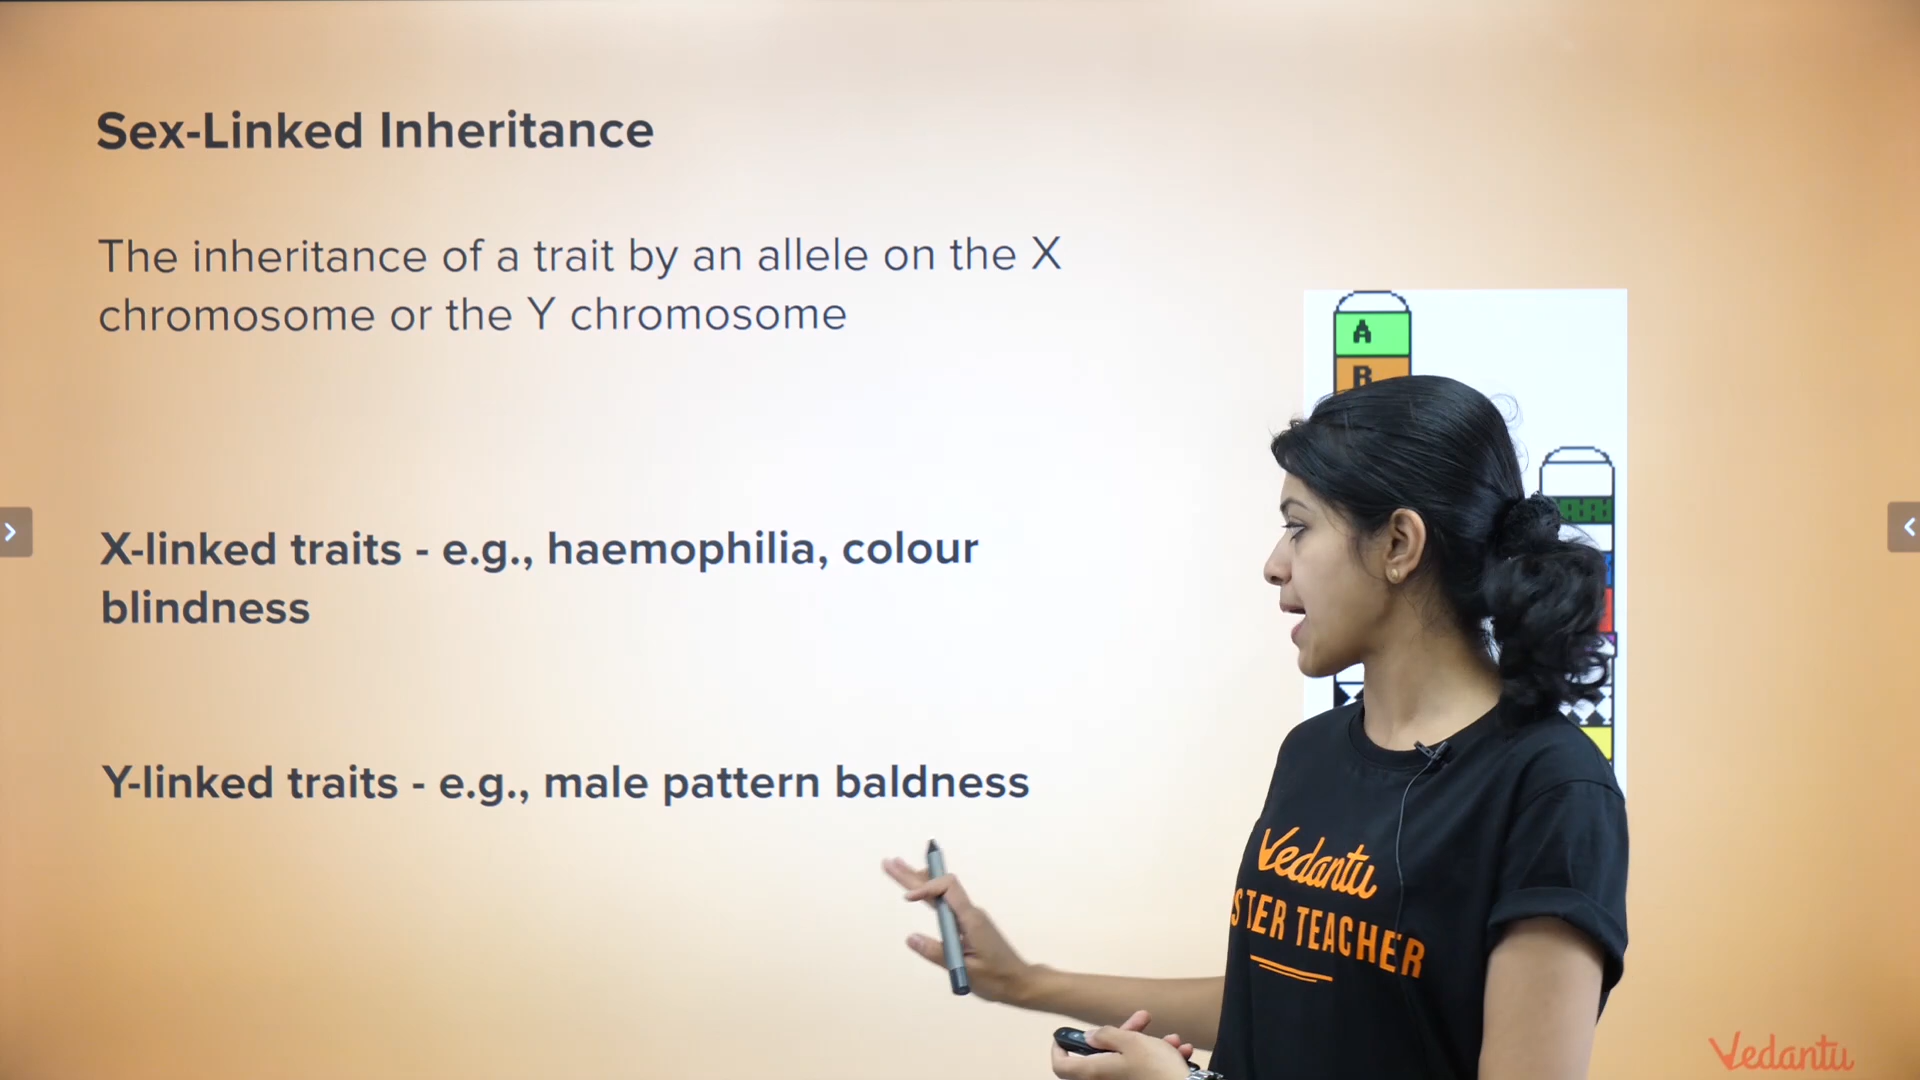 Sex-Linked Inheritance
The inheritance of a trait by an allele on the X
chromosome or the Y chromosome
A
B
X-linked traits - e.g., haemophilia, colour
blindness
Y-linked traits - e.g., male pattern baldness
Vedantu
STER TEACHER
Vedantu